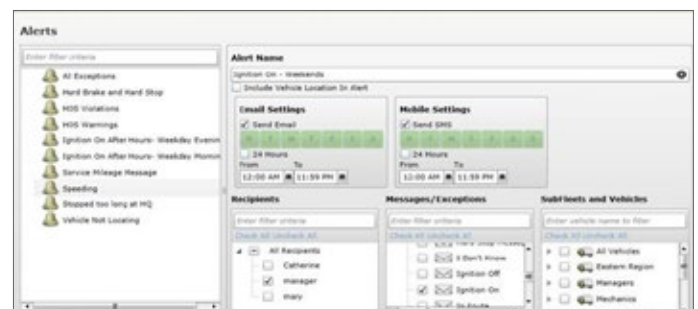 Alerts
Enter filter criteria
All Exceptions
Hard Brake and Hard Stop
HOS Violations
HOS Warnings
Ignition On After Hours- Weekday Evenin
Ignition On After Hours- Weekday Mornin
Service Mileage Message
Speeding
Stopped too long at HQ
Vehicle Not Locating
Alert Name
Ignition On - Weekends
Include Vehicle Location In Alert
Email Settings
Send Email
24 Hours
From To
12:00 AM 11:59 PM
Mobile Settings
Send SMS
24 Hours
From To
12:00 AM 11:59 PM
Recipients
Enter filter criteria
Check All Uncheck All
All Recipients
Catherine
manager
mary
Messages/Exceptions
Enter filter criteria
Check All Uncheck All
I Don't Know
Ignition Off
Ignition On
In Route
SubFleets and Vehicles
Enter vehicle name to filter
Check All Uncheck All
All Vehicles
Eastern Region
Managers
Mechanics